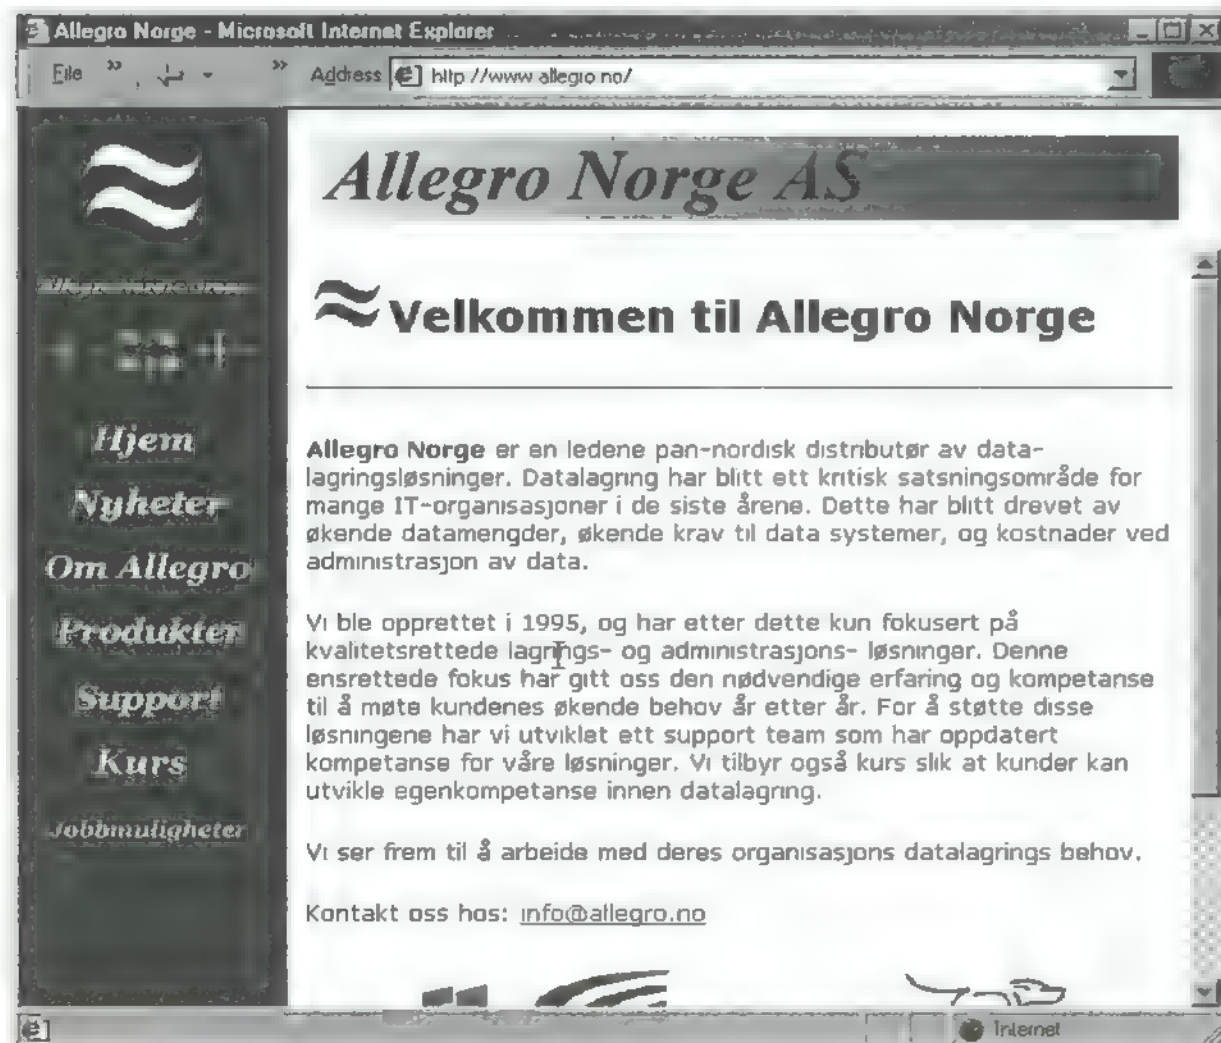 Allegro Norge - Microsoft Internet Explorer
File » » Address http://www.allegro.no/
Allegro Norge AS
Velkommen til Allegro Norge
Hjem
Nyheter
Om Allegro
Produkter
Support
Kurs
Jobbmuligheter
Allegro Norge er en ledene pan-nordisk distributør av data-
lagringsløsninger. Datalagring har blitt ett kritisk satsningsområde for
mange IT-organisasjoner i de siste årene. Dette har blitt drevet av
økende datamengder, økende krav til data systemer, og kostnader ved
administrasjon av data.
Vi ble opprettet i 1995, og har etter dette kun fokusert på
kvalitetsrettede lagrings- og administrasjons- løsninger. Denne
ensrettede fokus har gitt oss den nødvendige erfaring og kompetanse
til å møte kundenes økende behov år etter år. For å støtte disse
løsningene har vi utviklet ett support team som har oppdatert
kompetanse for våre løsninger. Vi tilbyr også kurs slik at kunder kan
utvikle egenkompetanse innen datalagring.
Vi ser frem til å arbeide med deres organisasjons datalagrings behov.
Kontakt oss hos: info@allegro.no
Internet